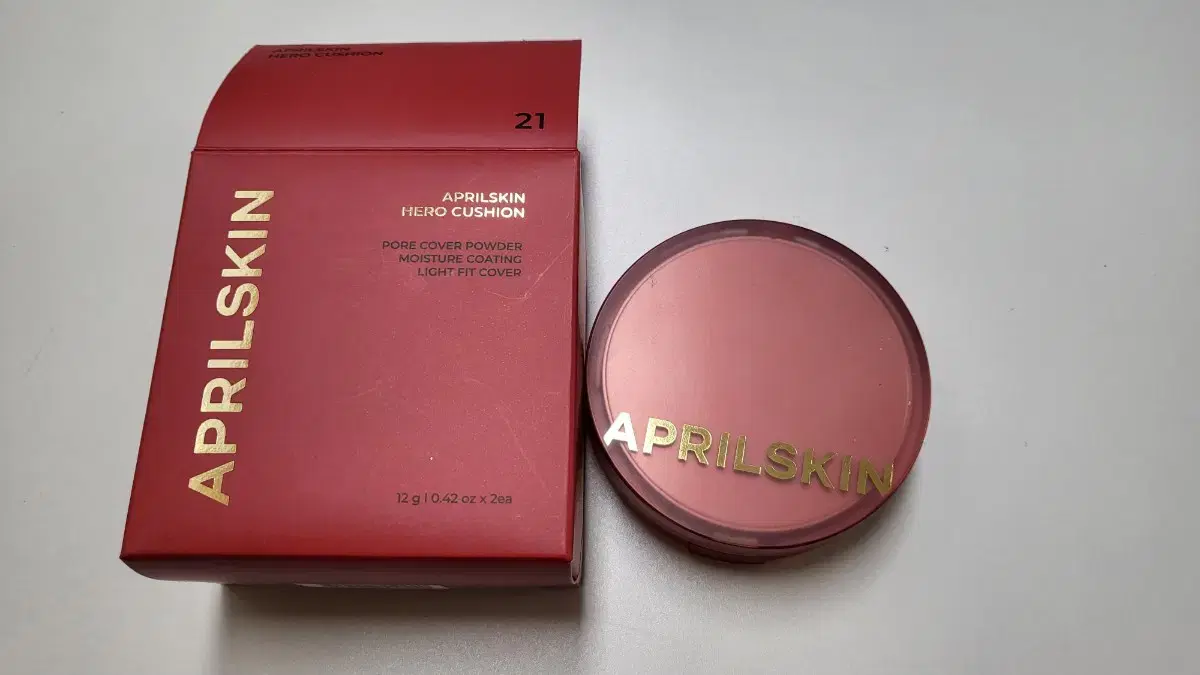 APRILSKIN
HERO CUSHION
21
APRILSKIN
APRILSKIN
HERO CUSHION
PORE COVER POWDER
MOISTURE COATING
LIGHT FIT COVER
12 g | 0.42 oz x 2ea
APRILSKIN